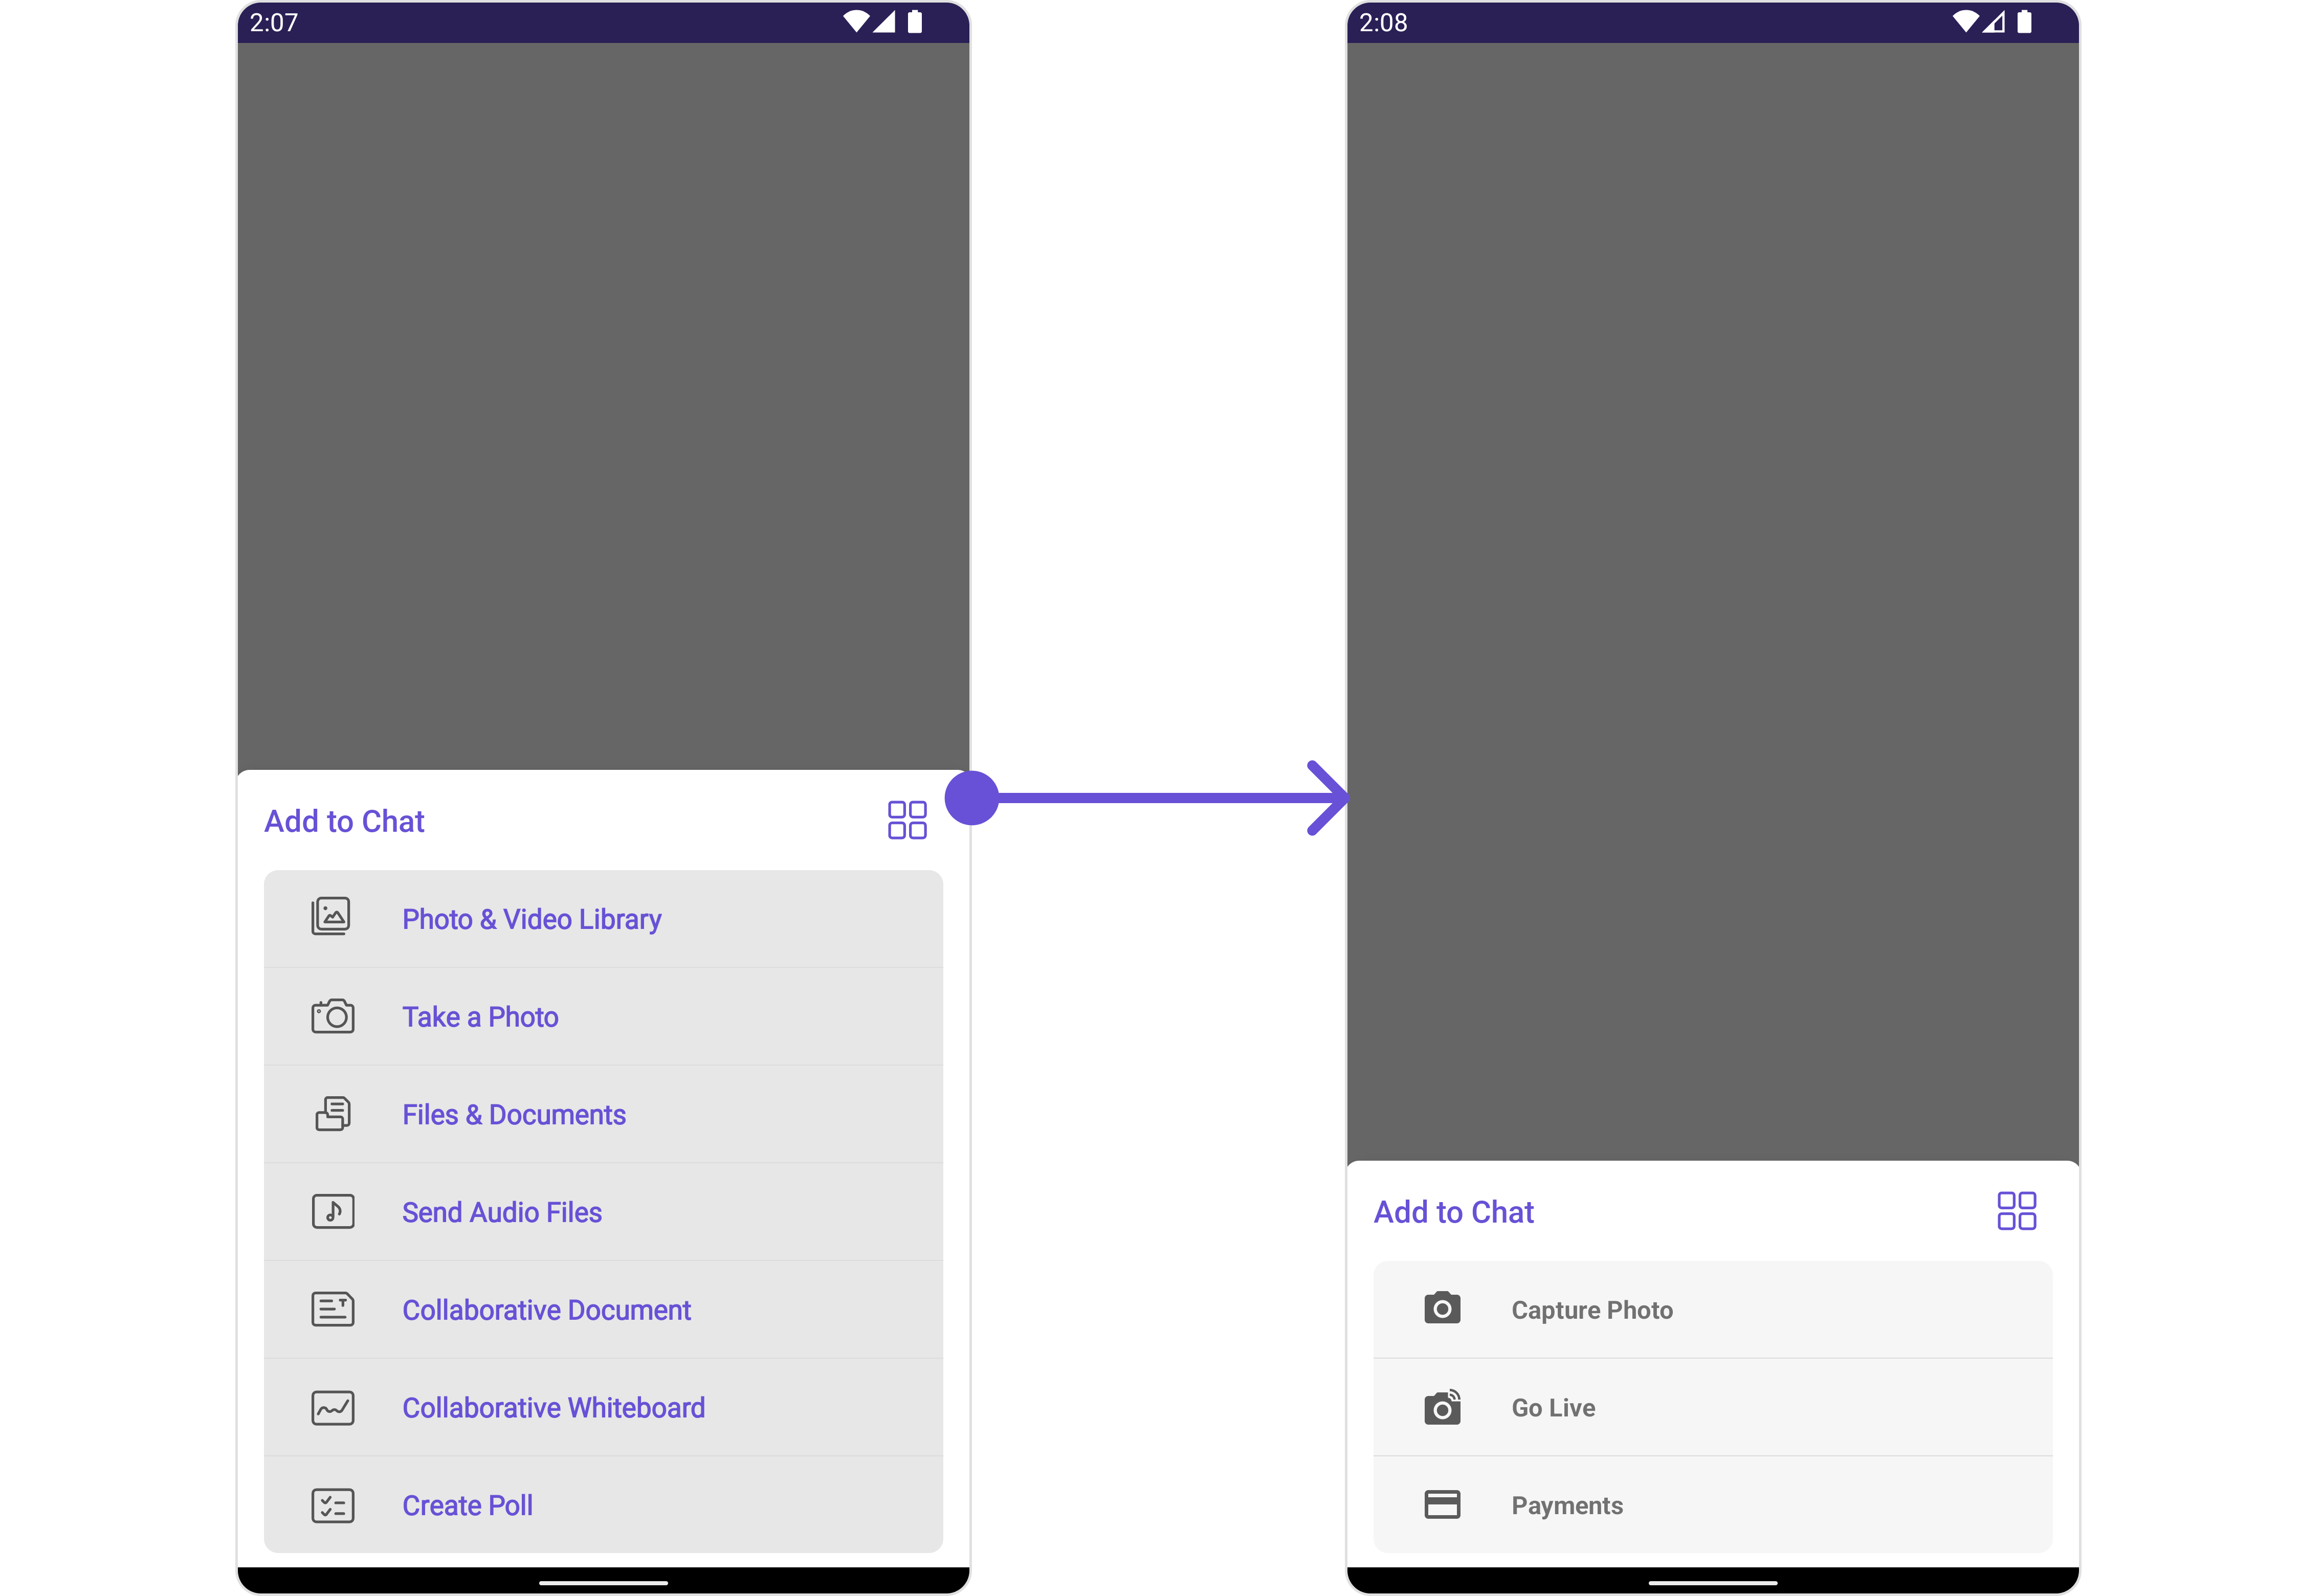 2:07
Add to Chat
Photo & Video Library
Take a Photo
Files & Documents
Send Audio Files
Collaborative Document
Collaborative Whiteboard
Create Poll
2:08
Add to Chat
Capture Photo
Go Live
Payments